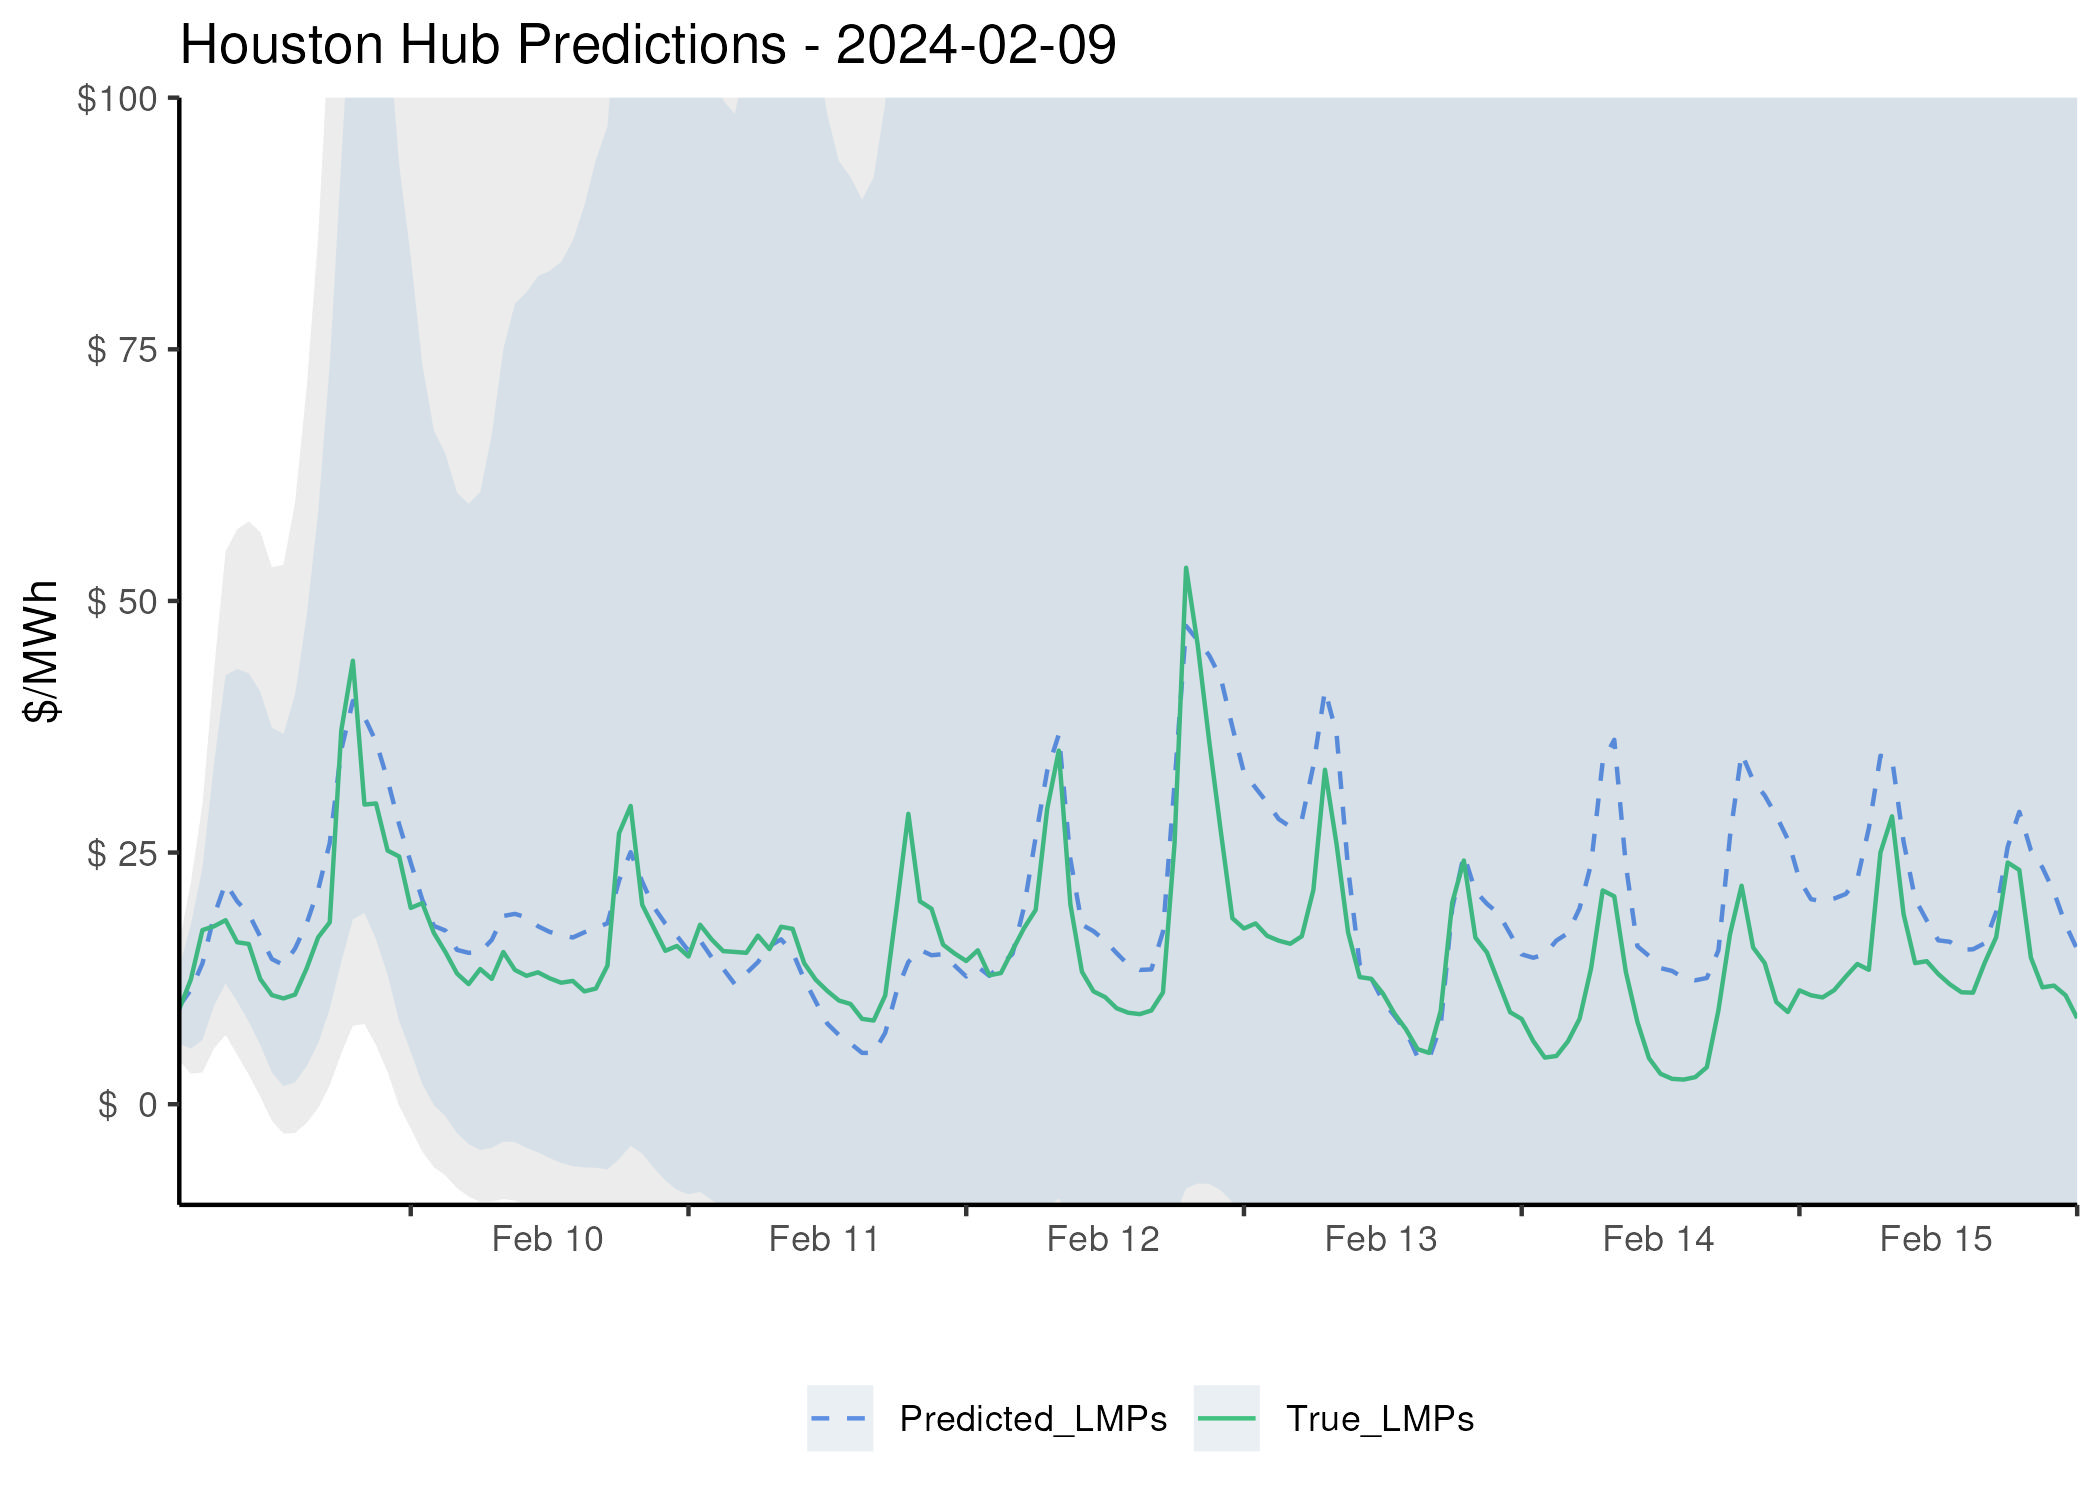 Houston Hub Predictions - 2024-02-09
$100
$ 75
$ 50
$ 25
$  0
$/MWh
Feb 10 Feb 11 Feb 12 Feb 13 Feb 14 Feb 15
Predicted_LMPs True_LMPs